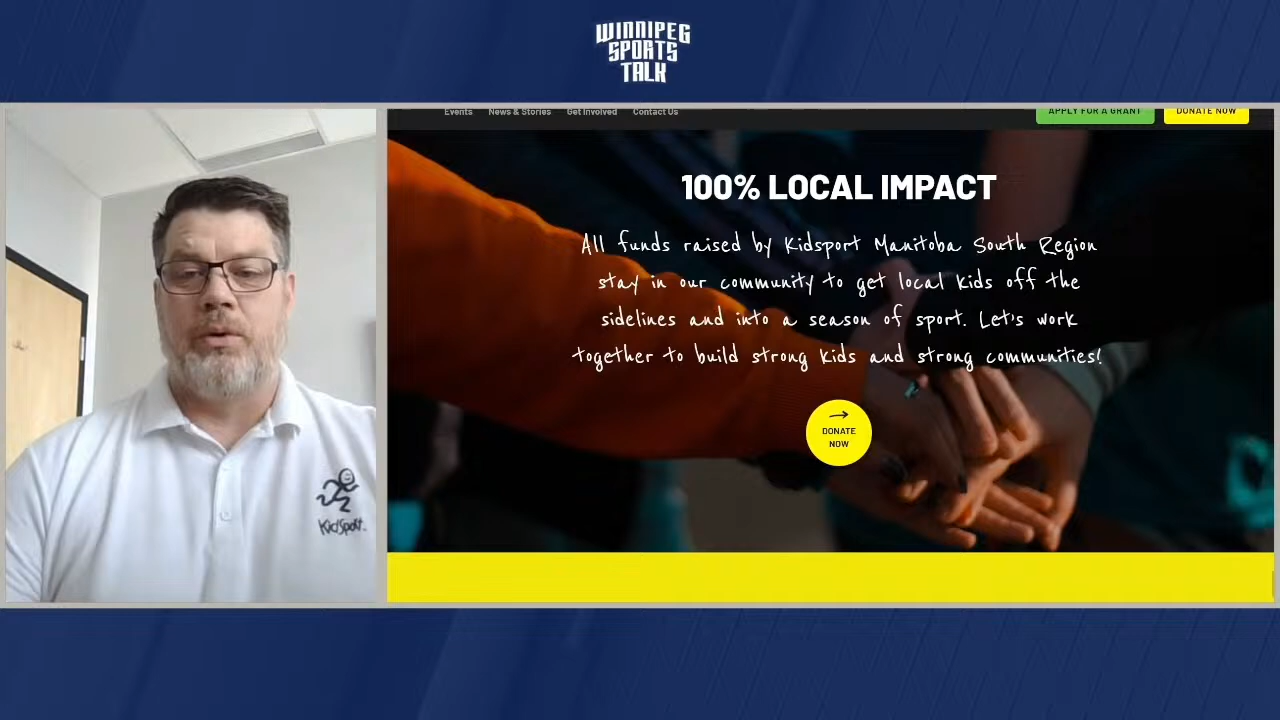 WINNIPEG
SPORTS
TALK
Events News & Stories Get Involved Contact Us APPLY FOR A GRANT DONATE NOW
100% LOCAL IMPACT
All funds raised by KidSport Manitoba South Region
stay in our community to get local kids off the
sidelines and into a season of sport. Let's work
together to build strong kids and strong communities!
DONATE
NOW
KidSport.